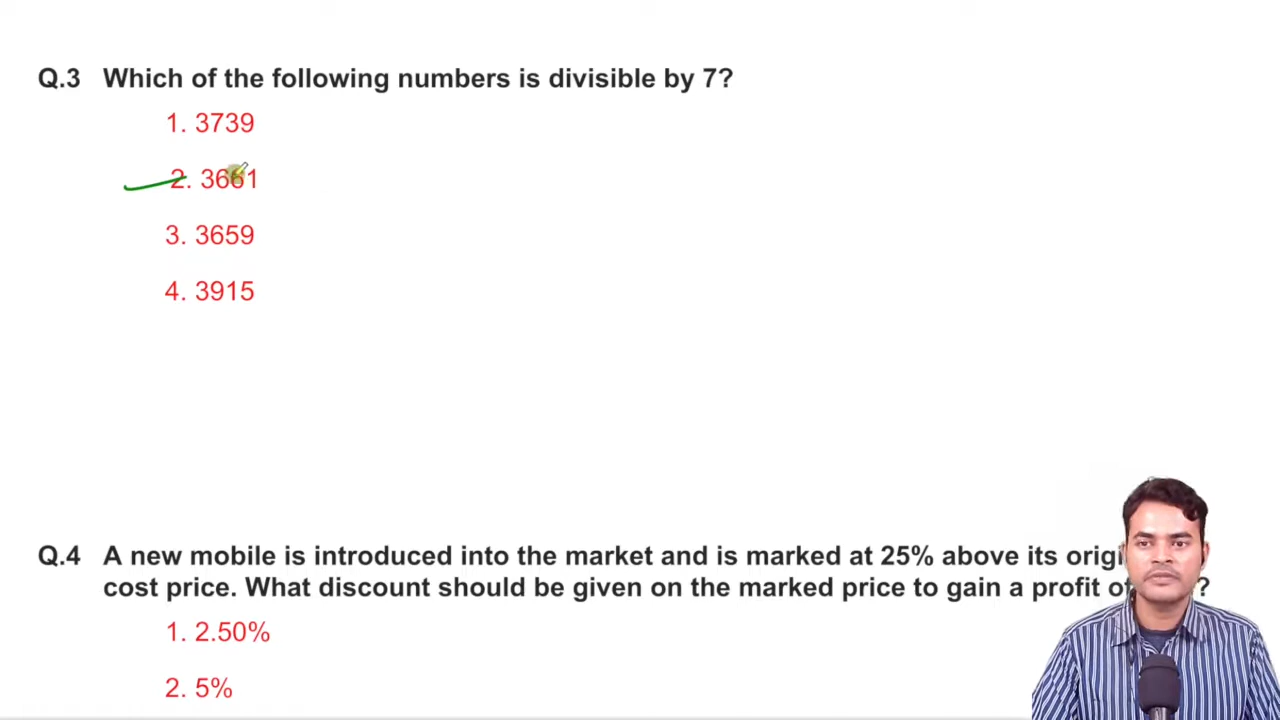 Q.3 Which of the following numbers is divisible by 7?
1. 3739
2. 3661
3. 3659
4. 3915
Q.4 A new mobile is introduced into the market and is marked at 25% above its
cost price. What discount should be given on the marked price to gain a profit
1. 2.50%
2. 5%